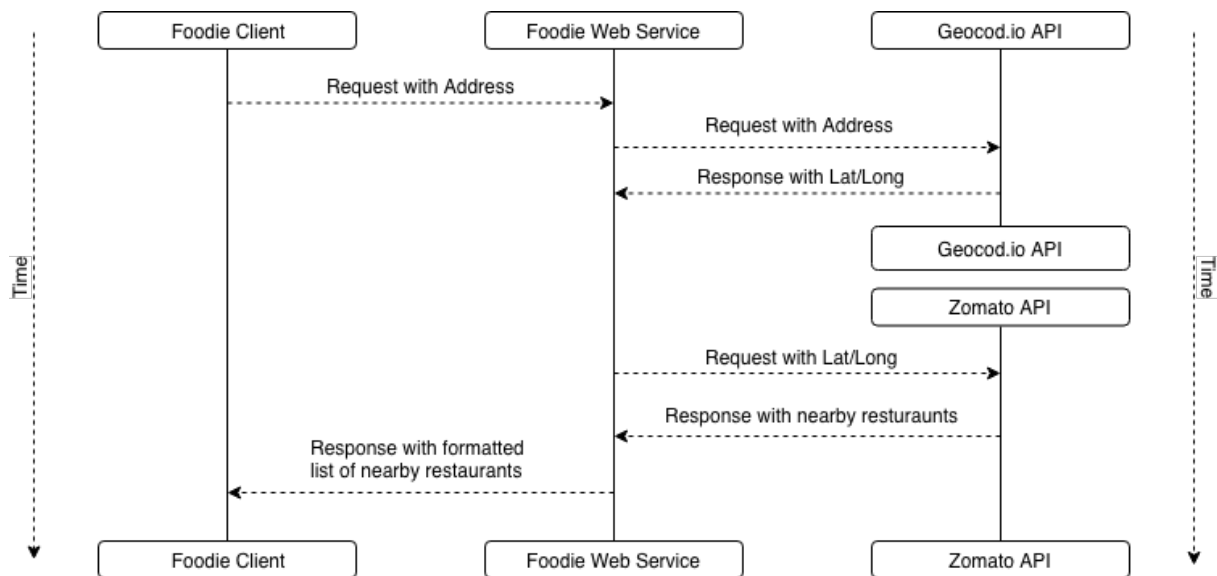 Foodie Client
Foodie Web Service
Geocod.io API
Request with Address
Request with Address
Response with Lat/Long
Geocod.io API
Time
Time
Zomato API
Request with Lat/Long
Response with nearby resturaunts
Response with formatted
list of nearby restaurants
Foodie Client
Foodie Web Service
Zomato API